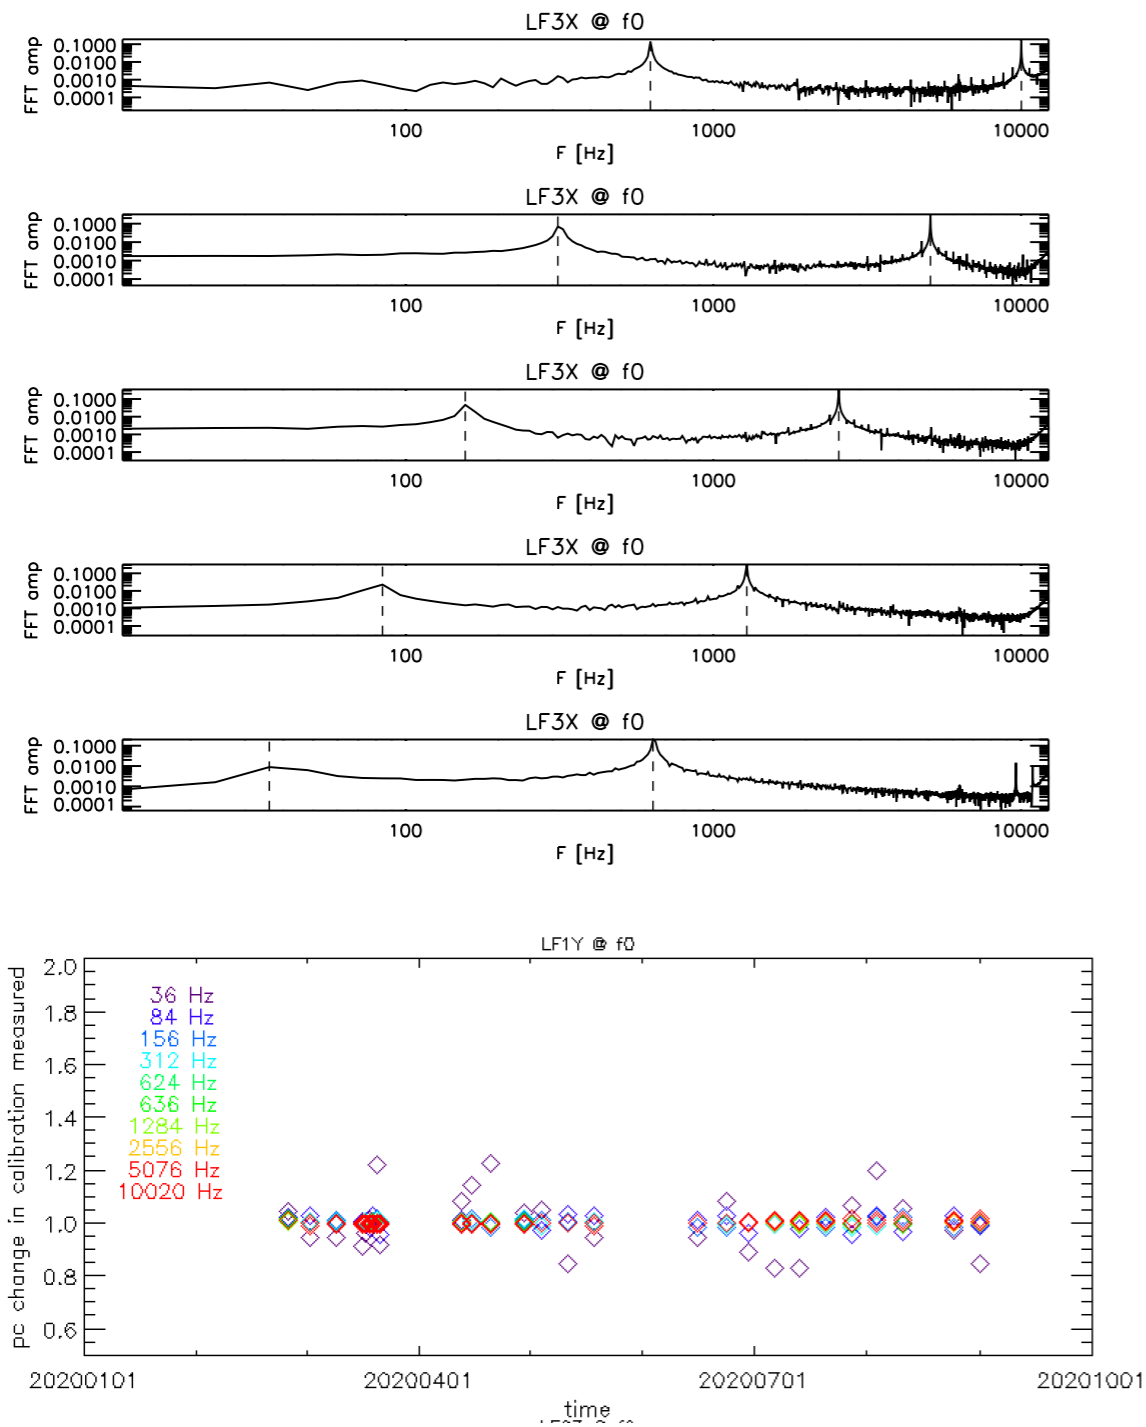 LF3X @ f0
0.1000
0.0100
0.0010
0.0001
FFT amp
100 1000 10000
F [Hz]
LF3X @ f0
0.1000
0.0100
0.0010
0.0001
FFT amp
100 1000 10000
F [Hz]
LF3X @ f0
0.1000
0.0100
0.0010
0.0001
FFT amp
100 1000 10000
F [Hz]
LF3X @ f0
0.1000
0.0100
0.0010
0.0001
FFT amp
100 1000 10000
F [Hz]
LF3X @ f0
0.1000
0.0100
0.0010
0.0001
FFT amp
100 1000 10000
F [Hz]
LF1Y @ f0
2.0
1.8
1.6
1.4
1.2
1.0
0.8
0.6
pc change in calibration measured
36 Hz
84 Hz
156 Hz
312 Hz
624 Hz
636 Hz
1284 Hz
2556 Hz
5076 Hz
10020 Hz
20200101 20200401 20200701 20201001
time